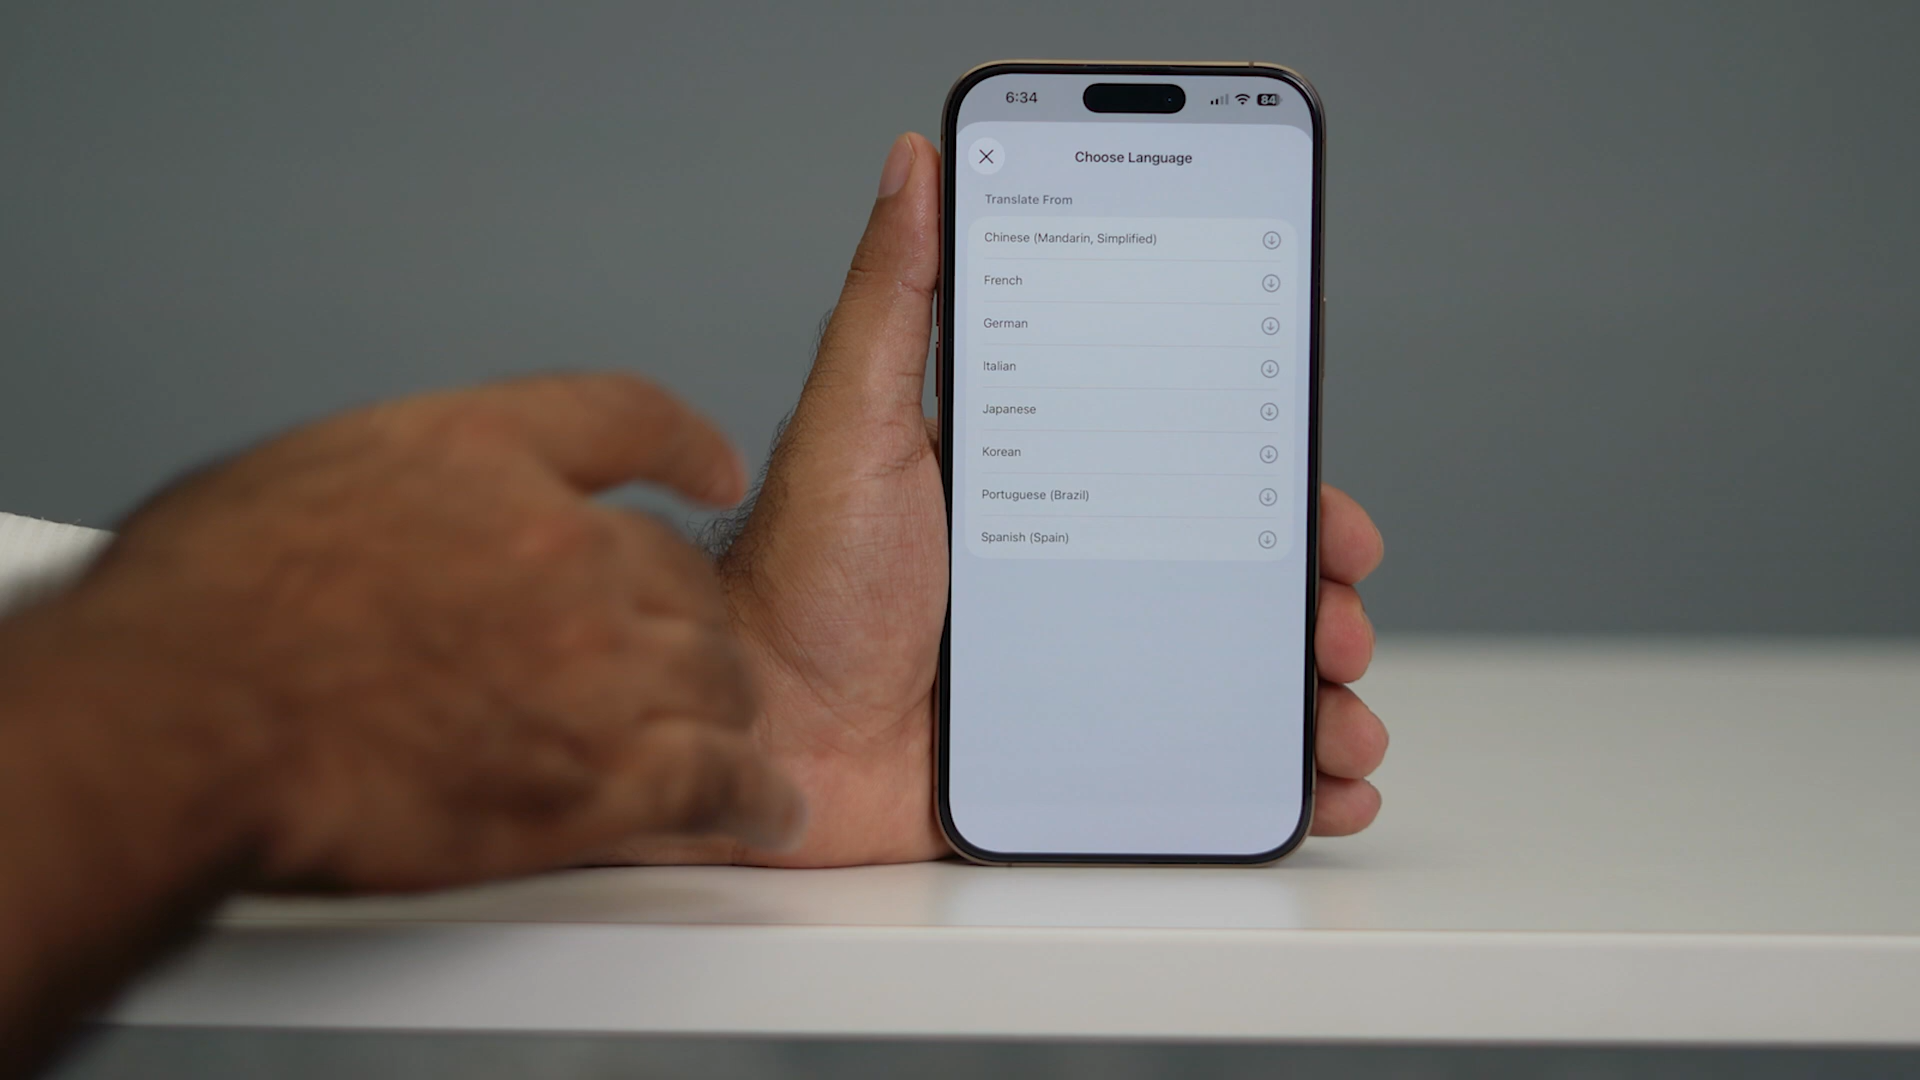 6:34
84
Choose Language
Translate From
Chinese (Mandarin, Simplified)
French
German
Italian
Japanese
Korean
Portuguese (Brazil)
Spanish (Spain)